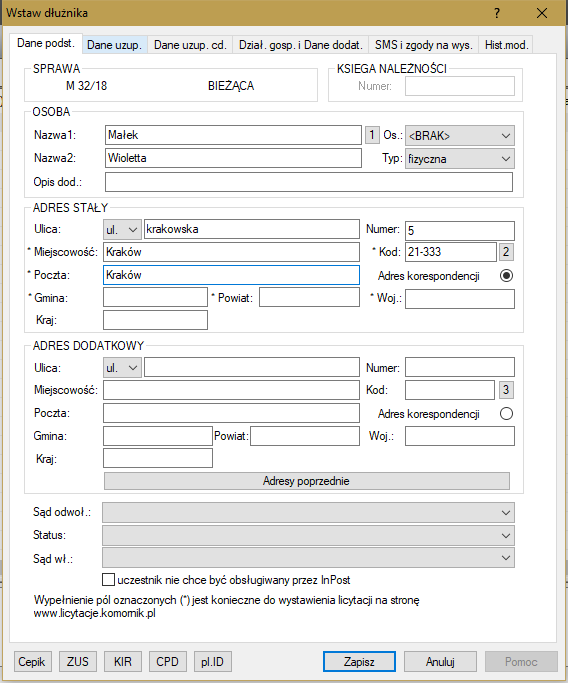 Wstaw dłużnika ?
Dane podst. Dane uzup. Dane uzup. cd. Dział. gosp. i Dane dodat. SMS i zgody na wys. Hist.mod.
SPRAWA
M 32/18 BIEŻĄCA
KSIEGA NALEŻNOŚCI
Numer:
OSOBA
Nazwa1: Małek 1 Os.: <BRAK>
Nazwa2: Wioletta Typ: fizyczna
Opis dod.:
ADRES STAŁY
Ulica: ul. krakowska Numer: 5
* Miejscowość: Kraków * Kod: 21-333 2
* Poczta: Kraków Adres korespondencji
* Gmina: * Powiat: * Woj.:
Kraj:
ADRES DODATKOWY
Ulica: ul. Numer:
Miejscowość: Kod: 3
Poczta: Adres korespondencji
Gmina: Powiat: Woj.:
Kraj:
Adresy poprzednie
Sąd odwoł.:
Status:
Sąd wł.:
uczestnik nie chce być obsługiwany przez InPost
Wypełnienie pól oznaczonych (*) jest konieczne do wystawienia licytacji na stronę
www.licytacje.komornik.pl
Cepik ZUS KIR CPD pl.ID Zapisz Anuluj Pomoc